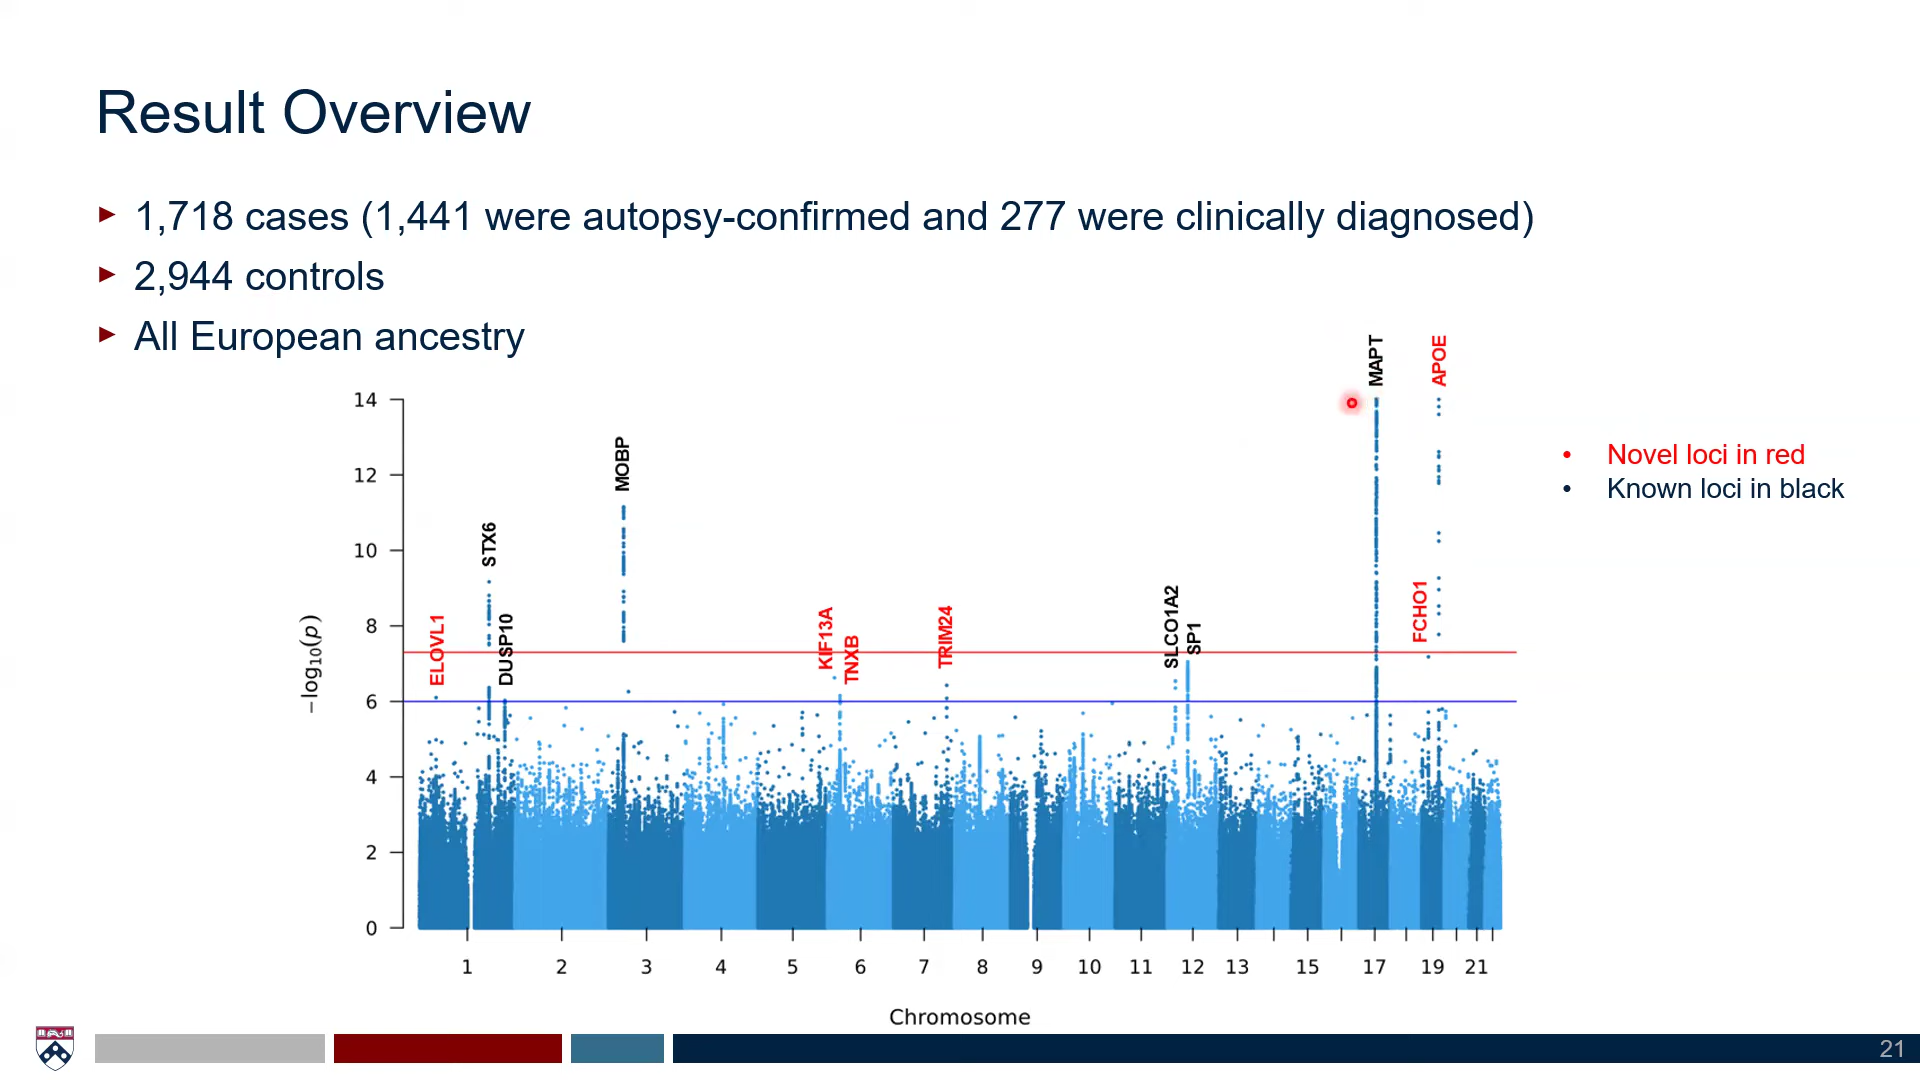 Result Overview
1,718 cases (1,441 were autopsy-confirmed and 277 were clinically diagnosed)
2,944 controls
All European ancestry
MAPT
APOE
14
12
10
8
6
4
2
0
−log10(p)
ELOVL1
STX6
DUSP10
MOBP
KIF13A
TNXB
TRIM24
SLCO1A2
SP1
FCHO1
Novel loci in red
Known loci in black
1 2 3 4 5 6 7 8 9 10 11 12 13 15 17 19 21
Chromosome
21